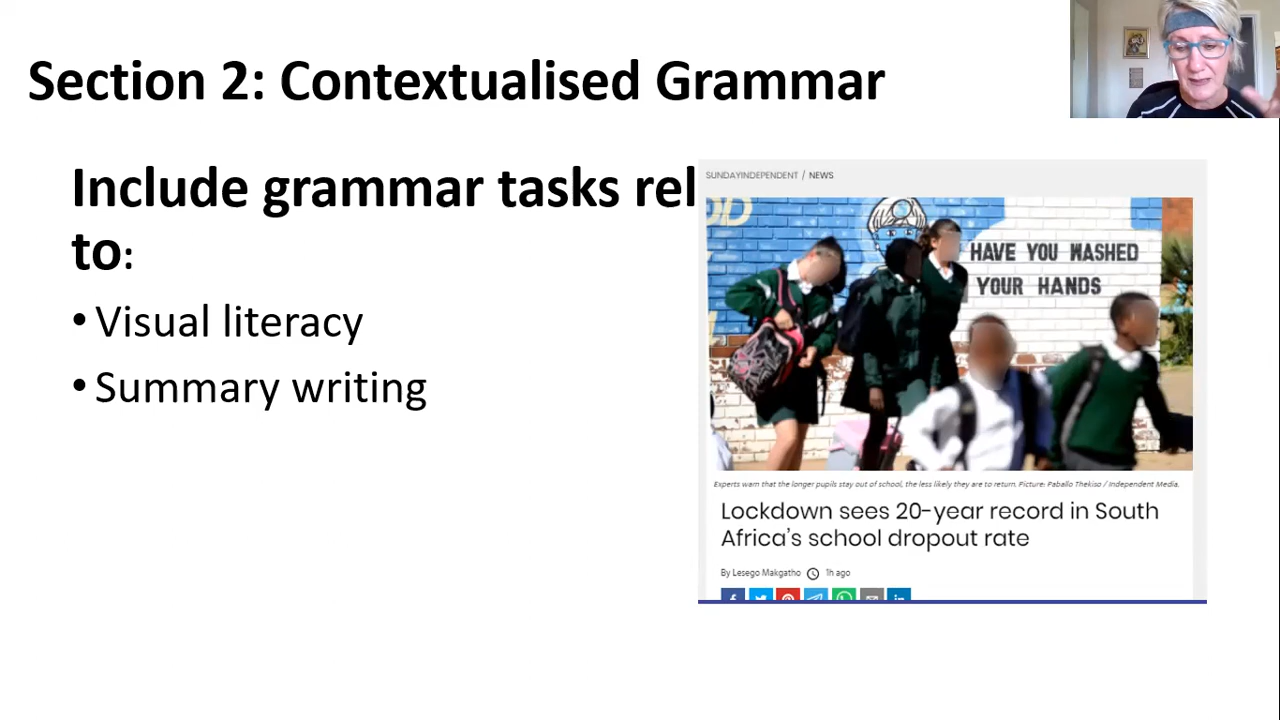 Section 2: Contextualised Grammar
Include grammar tasks rel
to:
• Visual literacy
• Summary writing
SUNDAYINDEPENDENT / NEWS
HAVE YOU WASHED
YOUR HANDS
Experts warn that the longer pupils stay out of school, the less likely they are to return. Picture: Paballo Thekiso / Independent Media.
Lockdown sees 20-year record in South
Africa's school dropout rate
By Lesego Makgatho 1h ago